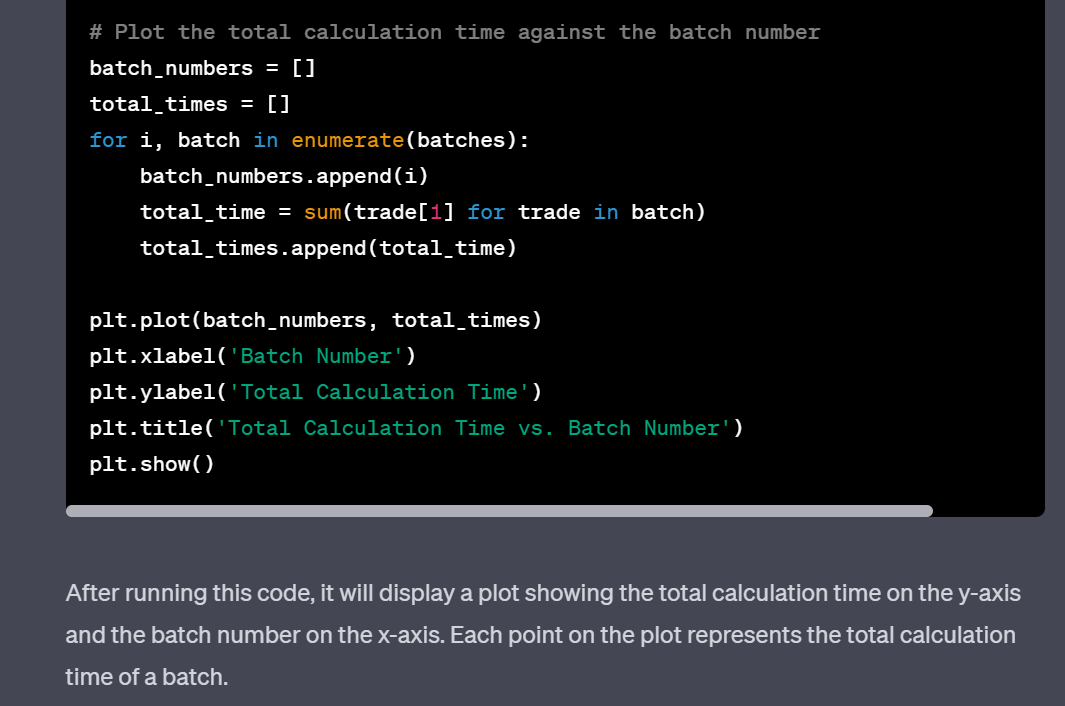 # Plot the total calculation time against the batch number
batch_numbers = []
total_times = []
for i, batch in enumerate(batches):
    batch_numbers.append(i)
    total_time = sum(trade[1] for trade in batch)
    total_times.append(total_time)

plt.plot(batch_numbers, total_times)
plt.xlabel('Batch Number')
plt.ylabel('Total Calculation Time')
plt.title('Total Calculation Time vs. Batch Number')
plt.show()
After running this code, it will display a plot showing the total calculation time on the y-axis
and the batch number on the x-axis. Each point on the plot represents the total calculation
time of a batch.